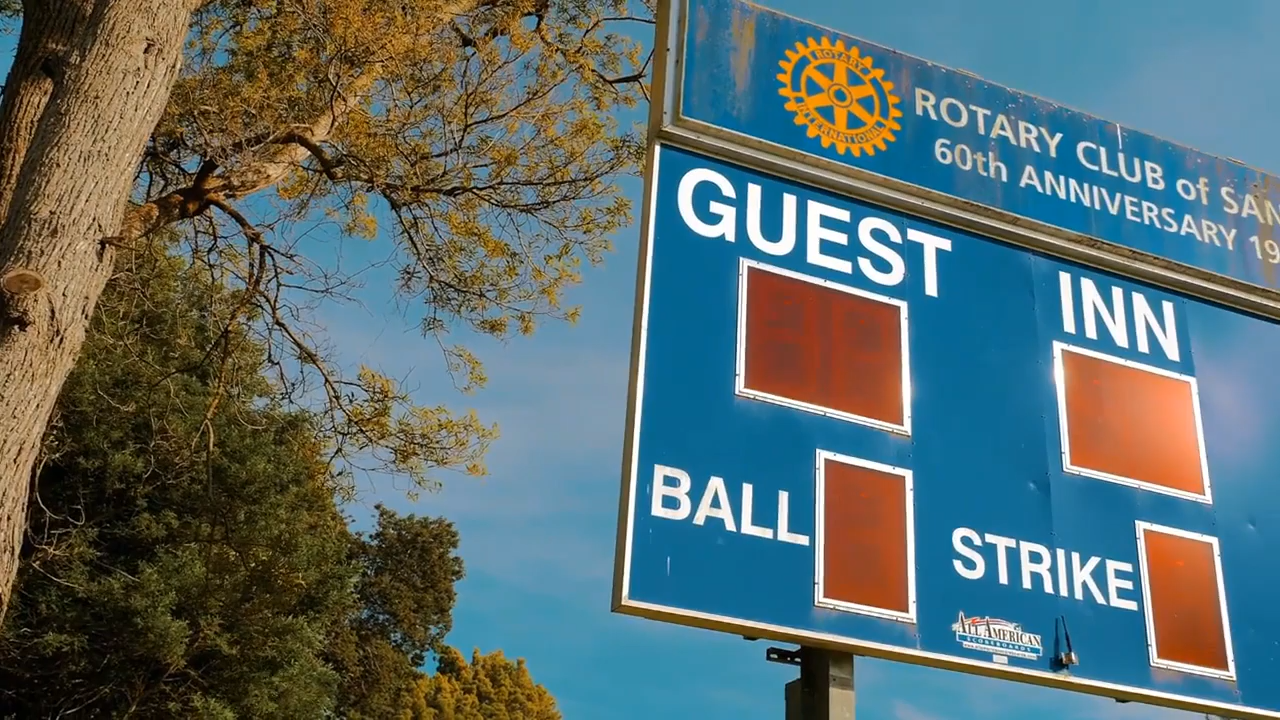 ROTARY
INTERNATIONAL
ROTARY CLUB of SAN
60th ANNIVERSARY 19
GUEST
INN
BALL
STRIKE
ALL AMERICAN
SCOREBOARDS